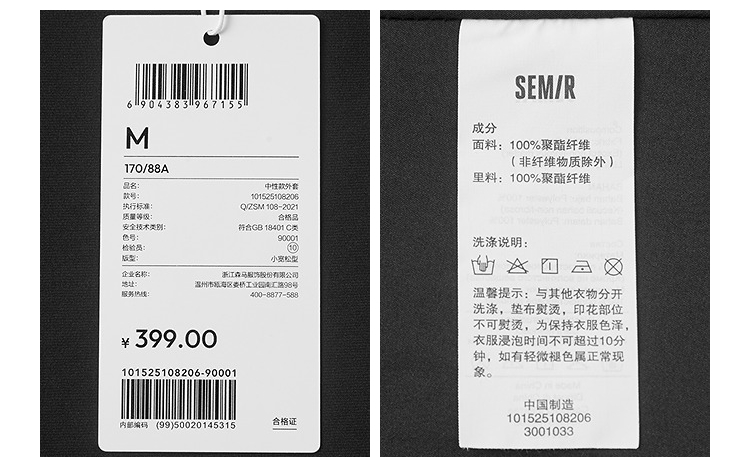 6 904383 967155
M
170/88A
品名: 中性款外套
款号: 101525108206
执行标准: Q/ZSM 108-2021
质量等级: 合格品
安全技术类别: 符合GB 18401 C类
色号: 90001
检验员: 10
版型: 小宽松型
企业名称: 浙江森马服饰股份有限公司
地址: 温州市瓯海区娄桥工业园南汇路98号
服务热线: 400-8877-588
¥ 399.00
101525108206-90001
内部编码 (99)50020145315
合格证
SEMIR
成分
面料: 100%聚酯纤维
(非纤维物质除外)
里料: 100%聚酯纤维
洗涤说明:
温馨提示: 与其他衣物分开
洗涤, 垫布熨烫, 印花部位
不可熨烫, 为保持衣服色泽,
衣服浸泡时间不可超过10分
钟, 如有轻微褪色属正常现
象。
中国制造
101525108206
3001033